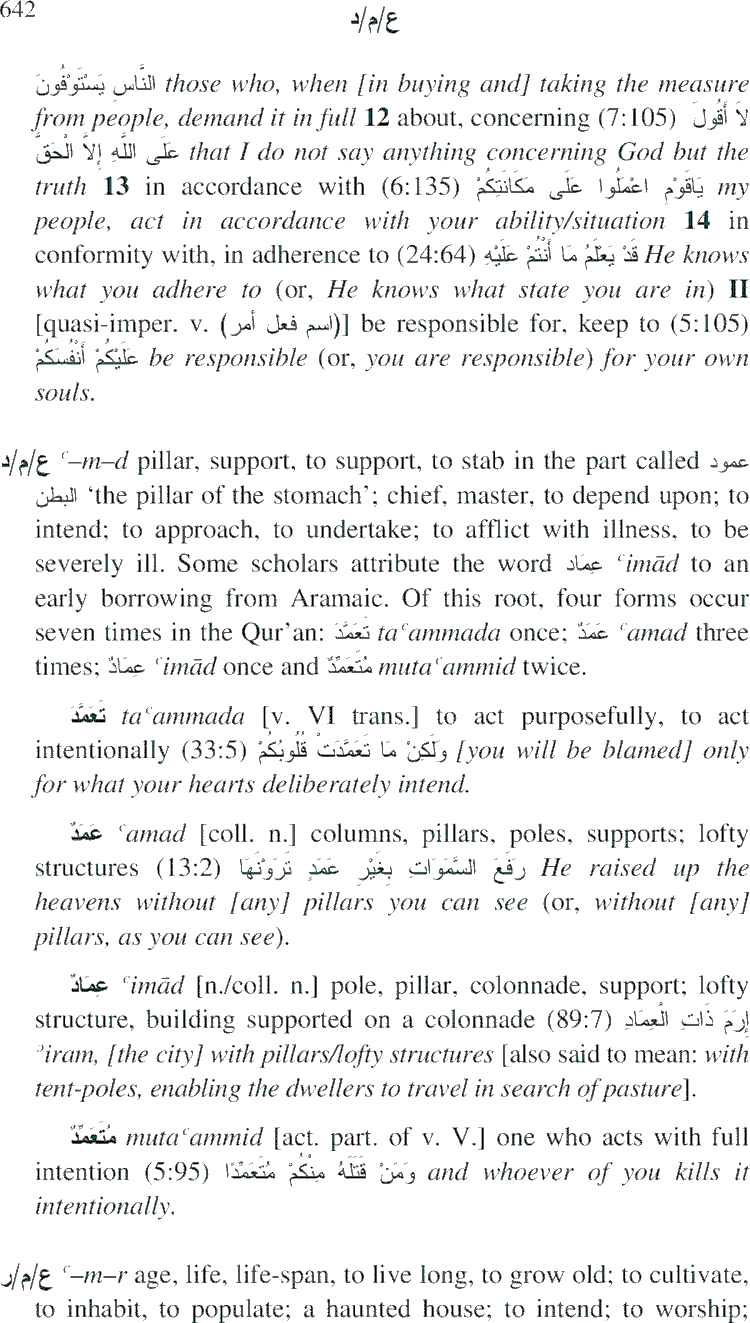 642
ع/م/د
النَّاسِ يَسْتَوْفُونَ those who, when [in buying and] taking the measure
from people, demand it in full 12 about, concerning (7:105) لَا أَقُولَ
عَلَى اللَّهِ إِلَّا الْحَقَّ that I do not say anything concerning God but the
truth 13 in accordance with (6:135) يَاقَوْمِ اعْمَلُوا عَلَى مَكَانَتِكُمْ my
people, act in accordance with your ability/situation 14 in
conformity with, in adherence to (24:64) قَدْ يَعْلَمُ مَا أَنْتُمْ عَلَيْهِ He knows
what you adhere to (or, He knows what state you are in) II
[quasi-imper. v. (اسم فعل أمر)] be responsible for, keep to (5:105)
عَلَيْكُمْ أَنْفُسَكُمْ be responsible (or, you are responsible) for your own
souls.
ع/م/د ʿ–m–d pillar, support, to support, to stab in the part called عمود
البطن ‘the pillar of the stomach’; chief, master, to depend upon; to
intend; to approach, to undertake; to afflict with illness, to be
severely ill. Some scholars attribute the word عِمَاد ʿimād to an
early borrowing from Aramaic. Of this root, four forms occur
seven times in the Qur’an: تَعَمَّدَ taʿammada once; عَمَدٌ ʿamad three
times; عِمَادٌ ʿimād once and مُتَعَمِّدٌ mutaʿammid twice.
تَعَمَّدَ taʿammada [v. VI trans.] to act purposefully, to act
intentionally (33:5) وَلَكِنْ مَا تَعَمَّدَتْ قُلُوبُكُمْ [you will be blamed] only
for what your hearts deliberately intend.
عَمَدٌ ʿamad [coll. n.] columns, pillars, poles, supports; lofty
structures (13:2) رَفَعَ السَّمَوَاتِ بِغَيْرِ عَمَدٍ تَرَوْنَهَا He raised up the
heavens without [any] pillars you can see (or, without [any]
pillars, as you can see).
عِمَادٌ ʿimād [n./coll. n.] pole, pillar, colonnade, support; lofty
structure, building supported on a colonnade (89:7) إِرَمَ ذَاتِ الْعِمَادِ
ʾiram, [the city] with pillars/lofty structures [also said to mean: with
tent-poles, enabling the dwellers to travel in search of pasture].
مُتَعَمِّدٌ mutaʿammid [act. part. of v. V.] one who acts with full
intention (5:95) وَمَنْ قَتَلَهُ مِنْكُمْ مُتَعَمِّدًا and whoever of you kills it
intentionally.
ع/م/ر ʿ–m–r age, life, life-span, to live long, to grow old; to cultivate,
to inhabit, to populate; a haunted house; to intend; to worship;